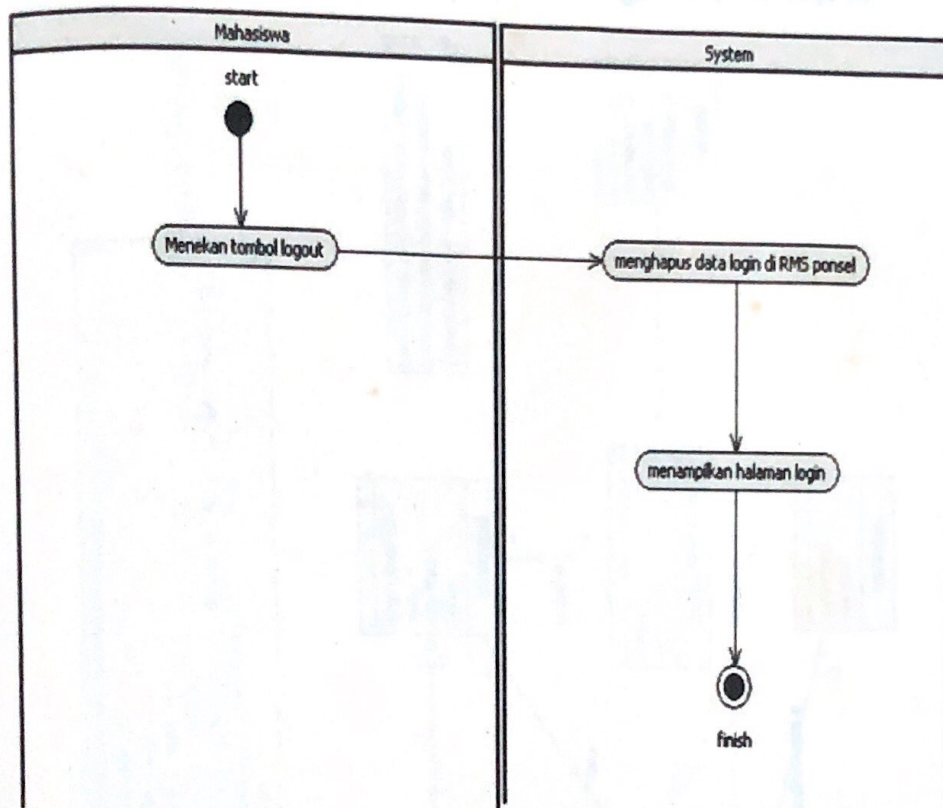 Mahasiswa
System
start
Menekan tombol logout
menghapus data login di RMS ponsel
menampilkan halaman login
finish